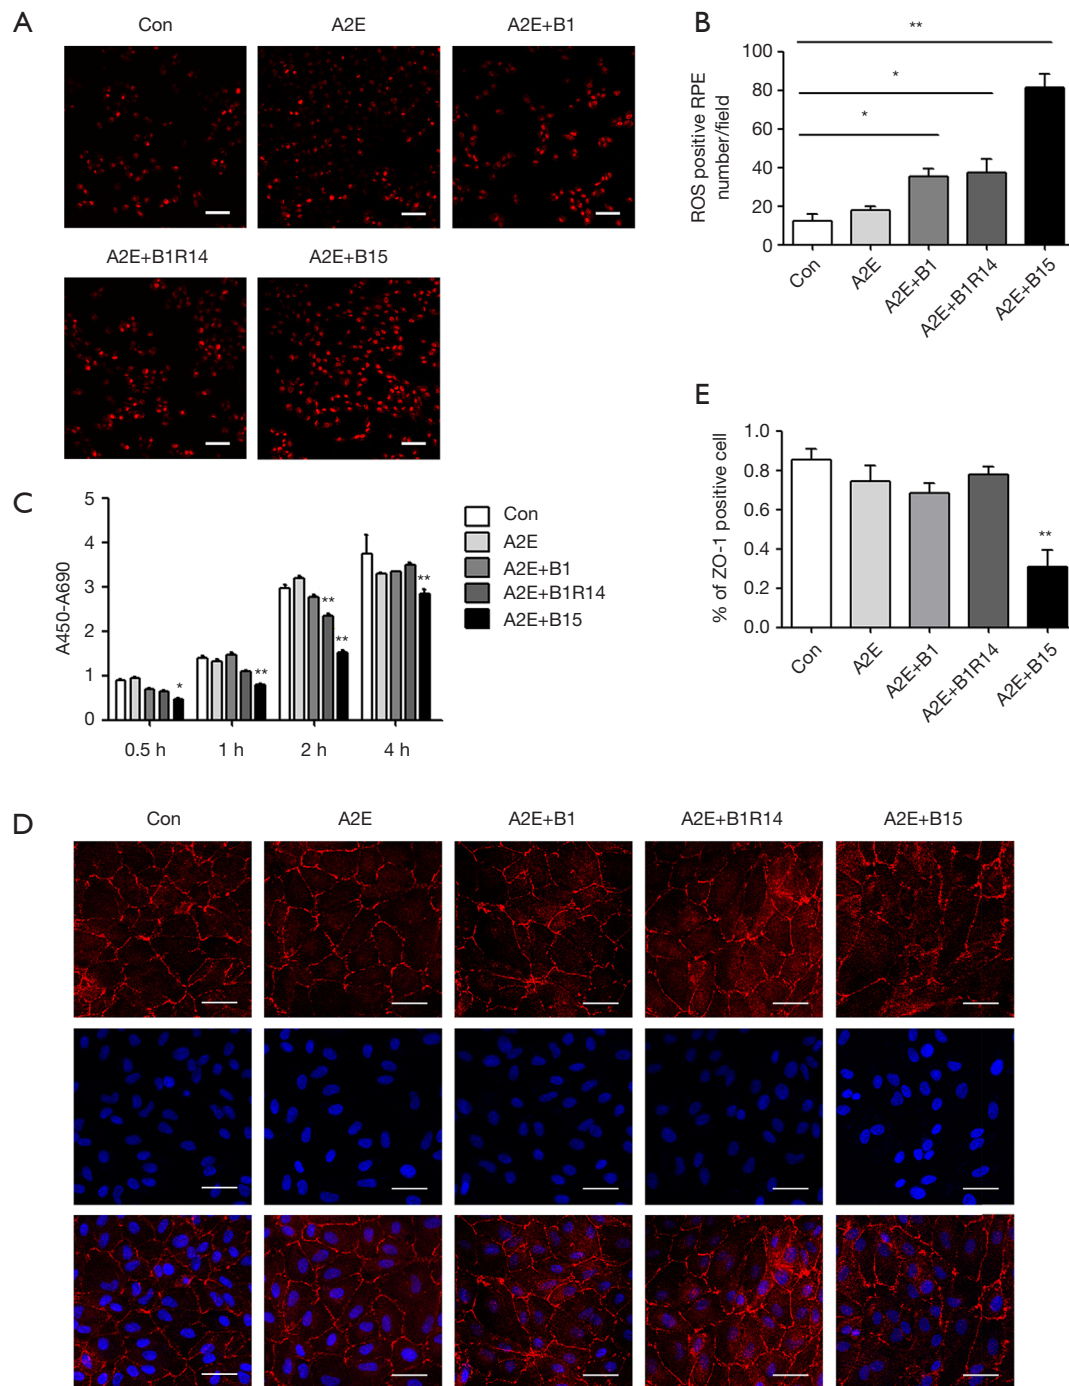 A
Con
A2E
A2E+B1
A2E+B1R14
A2E+B15
B
ROS positive RPE
number/field
100
80
60
40
20
0
**
*
*
Con
A2E
A2E+B1
A2E+B1R14
A2E+B15
C
A450-A690
5
4
3
2
1
0
*
**
**
**
**
0.5 h
1 h
2 h
4 h
Con
A2E
A2E+B1
A2E+B1R14
A2E+B15
E
% of ZO-1 positive cell
1.0
0.8
0.6
0.4
0.2
0.0
**
Con
A2E
A2E+B1
A2E+B1R14
A2E+B15
D
Con
A2E
A2E+B1
A2E+B1R14
A2E+B15